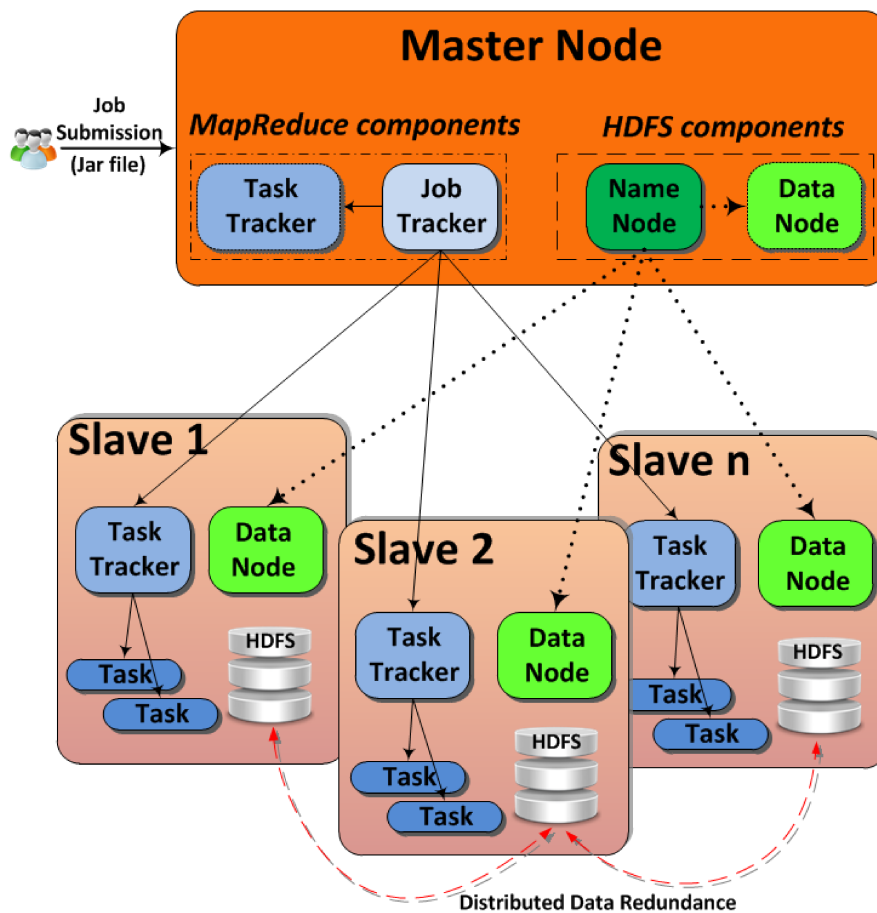 Master Node
Job
Submission
(Jar file)
MapReduce components
HDFS components
Task
Tracker
Job
Tracker
Name
Node
Data
Node
Slave 1
Task
Tracker
Data
Node
HDFS
Task
Task
Slave 2
Task
Tracker
Data
Node
HDFS
Task
Task
Slave n
Task
Tracker
Data
Node
HDFS
Task
Task
Distributed Data Redundance